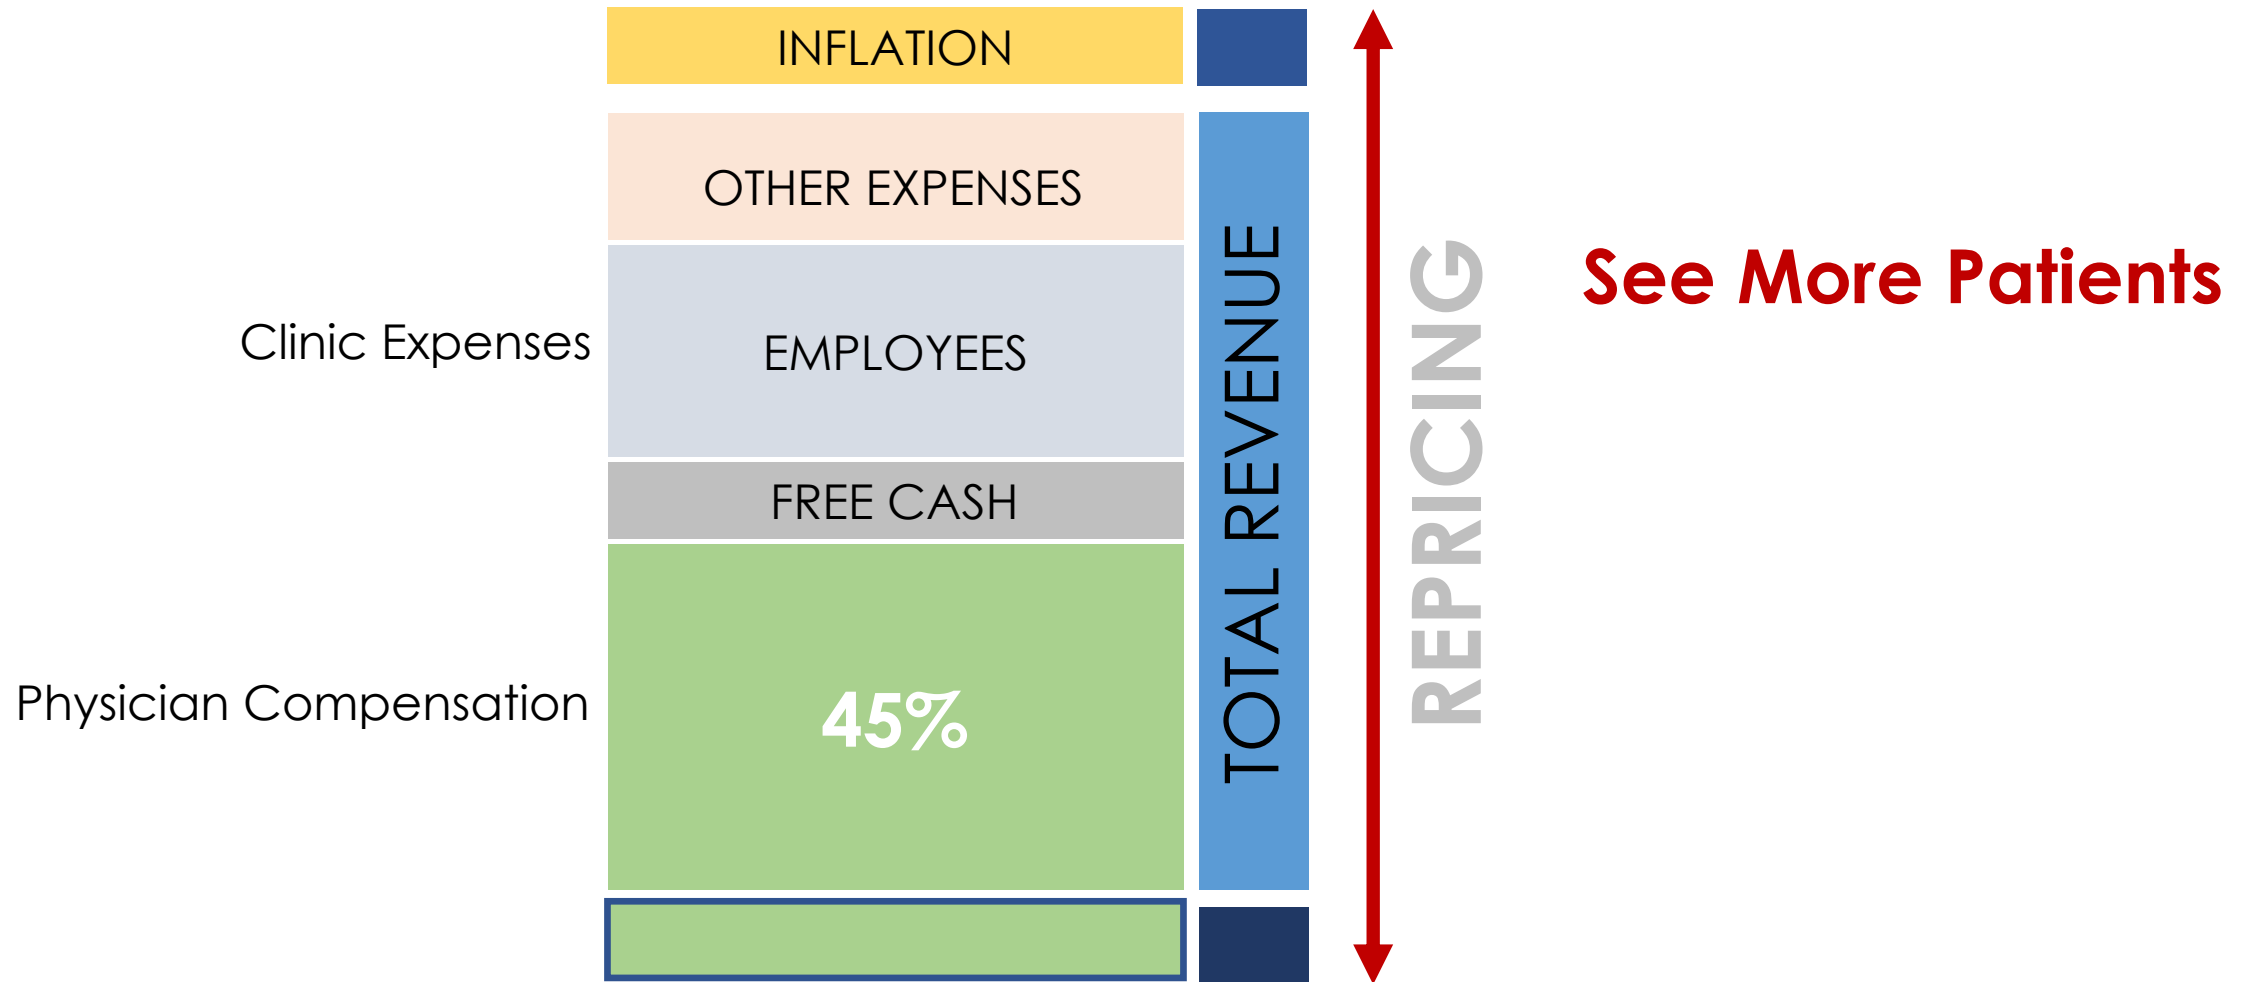 INFLATION
OTHER EXPENSES
Clinic Expenses
EMPLOYEES
FREE CASH
Physician Compensation
45%
TOTAL REVENUE
REPRICING
See More Patients